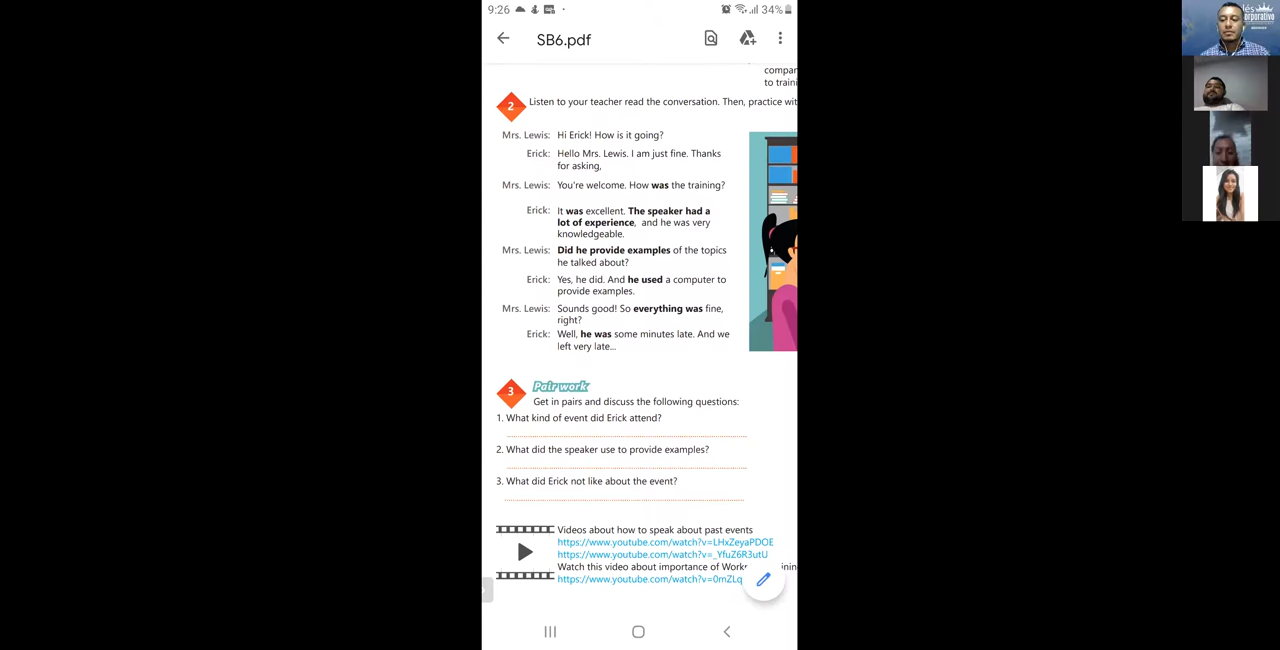 9:26
34%
SB6.pdf
to traini
2
Listen to your teacher read the conversation. Then, practice wit
Mrs. Lewis: Hi Erick! How is it going?
Erick: Hello Mrs. Lewis. I am just fine. Thanks
for asking,
Mrs. Lewis: You're welcome. How was the training?
Erick: It was excellent. The speaker had a
lot of experience, and he was very
knowledgeable.
Mrs. Lewis: Did he provide examples of the topics
he talked about?
Erick: Yes, he did. And he used a computer to
provide examples.
Mrs. Lewis: Sounds good! So everything was fine,
right?
Erick: Well, he was some minutes late. And we
left very late...
3
Pair work
Get in pairs and discuss the following questions:
1. What kind of event did Erick attend?
2. What did the speaker use to provide examples?
3. What did Erick not like about the event?
Videos about how to speak about past events
https://www.youtube.com/watch?v=LHxZeyaPDOE
https://www.youtube.com/watch?v=_YfuZ6R3utU
Watch this video about importance of Work
https://www.youtube.com/watch?v=0mZLq